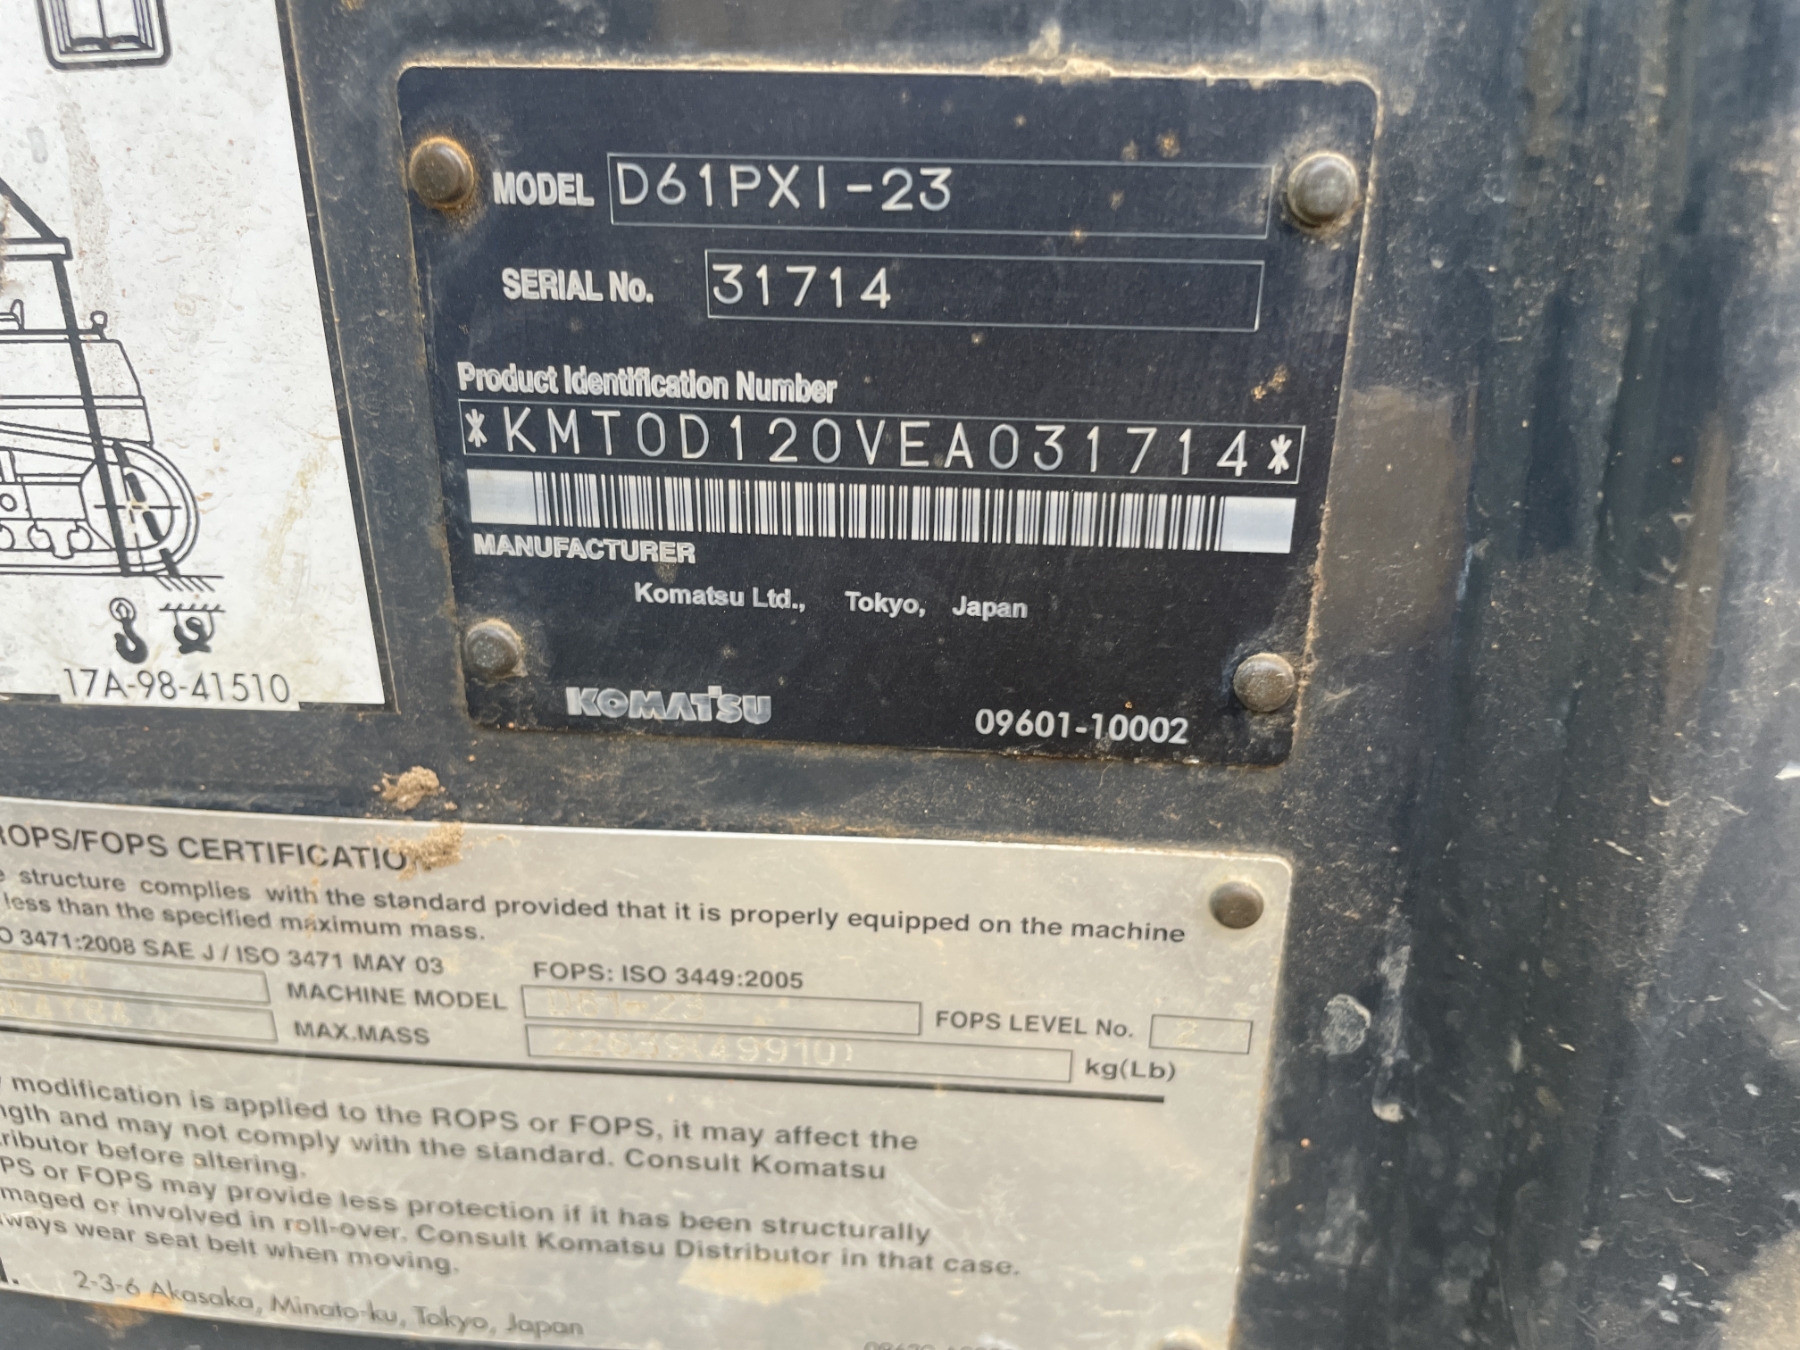 MODEL D61PXI-23
SERIAL No. 31714
Product Identification Number
*KMT0D120VEA031714*
MANUFACTURER
Komatsu Ltd., Tokyo, Japan
KOMATSU 09601-10002
17A-98-41510
ROPS/FOPS CERTIFICATIO
structure complies with the standard provided that it is properly equipped on the machine
less than the specified maximum mass.
O 3471:2008 SAE J / ISO 3471 MAY 03 FOPS: ISO 3449:2005
MACHINE MODEL D61-23 FOPS LEVEL No. 2
MAX.MASS (49910) kg(Lb)
modification is applied to the ROPS or FOPS, it may affect the
ngth and may not comply with the standard. Consult Komatsu
tributor before altering.
PS or FOPS may provide less protection if it has been structurally
maged or involved in roll-over. Consult Komatsu Distributor in that case.
ways wear seat belt when moving.
2-3-6 Akasaka, Minato-ku, Tokyo, Japan